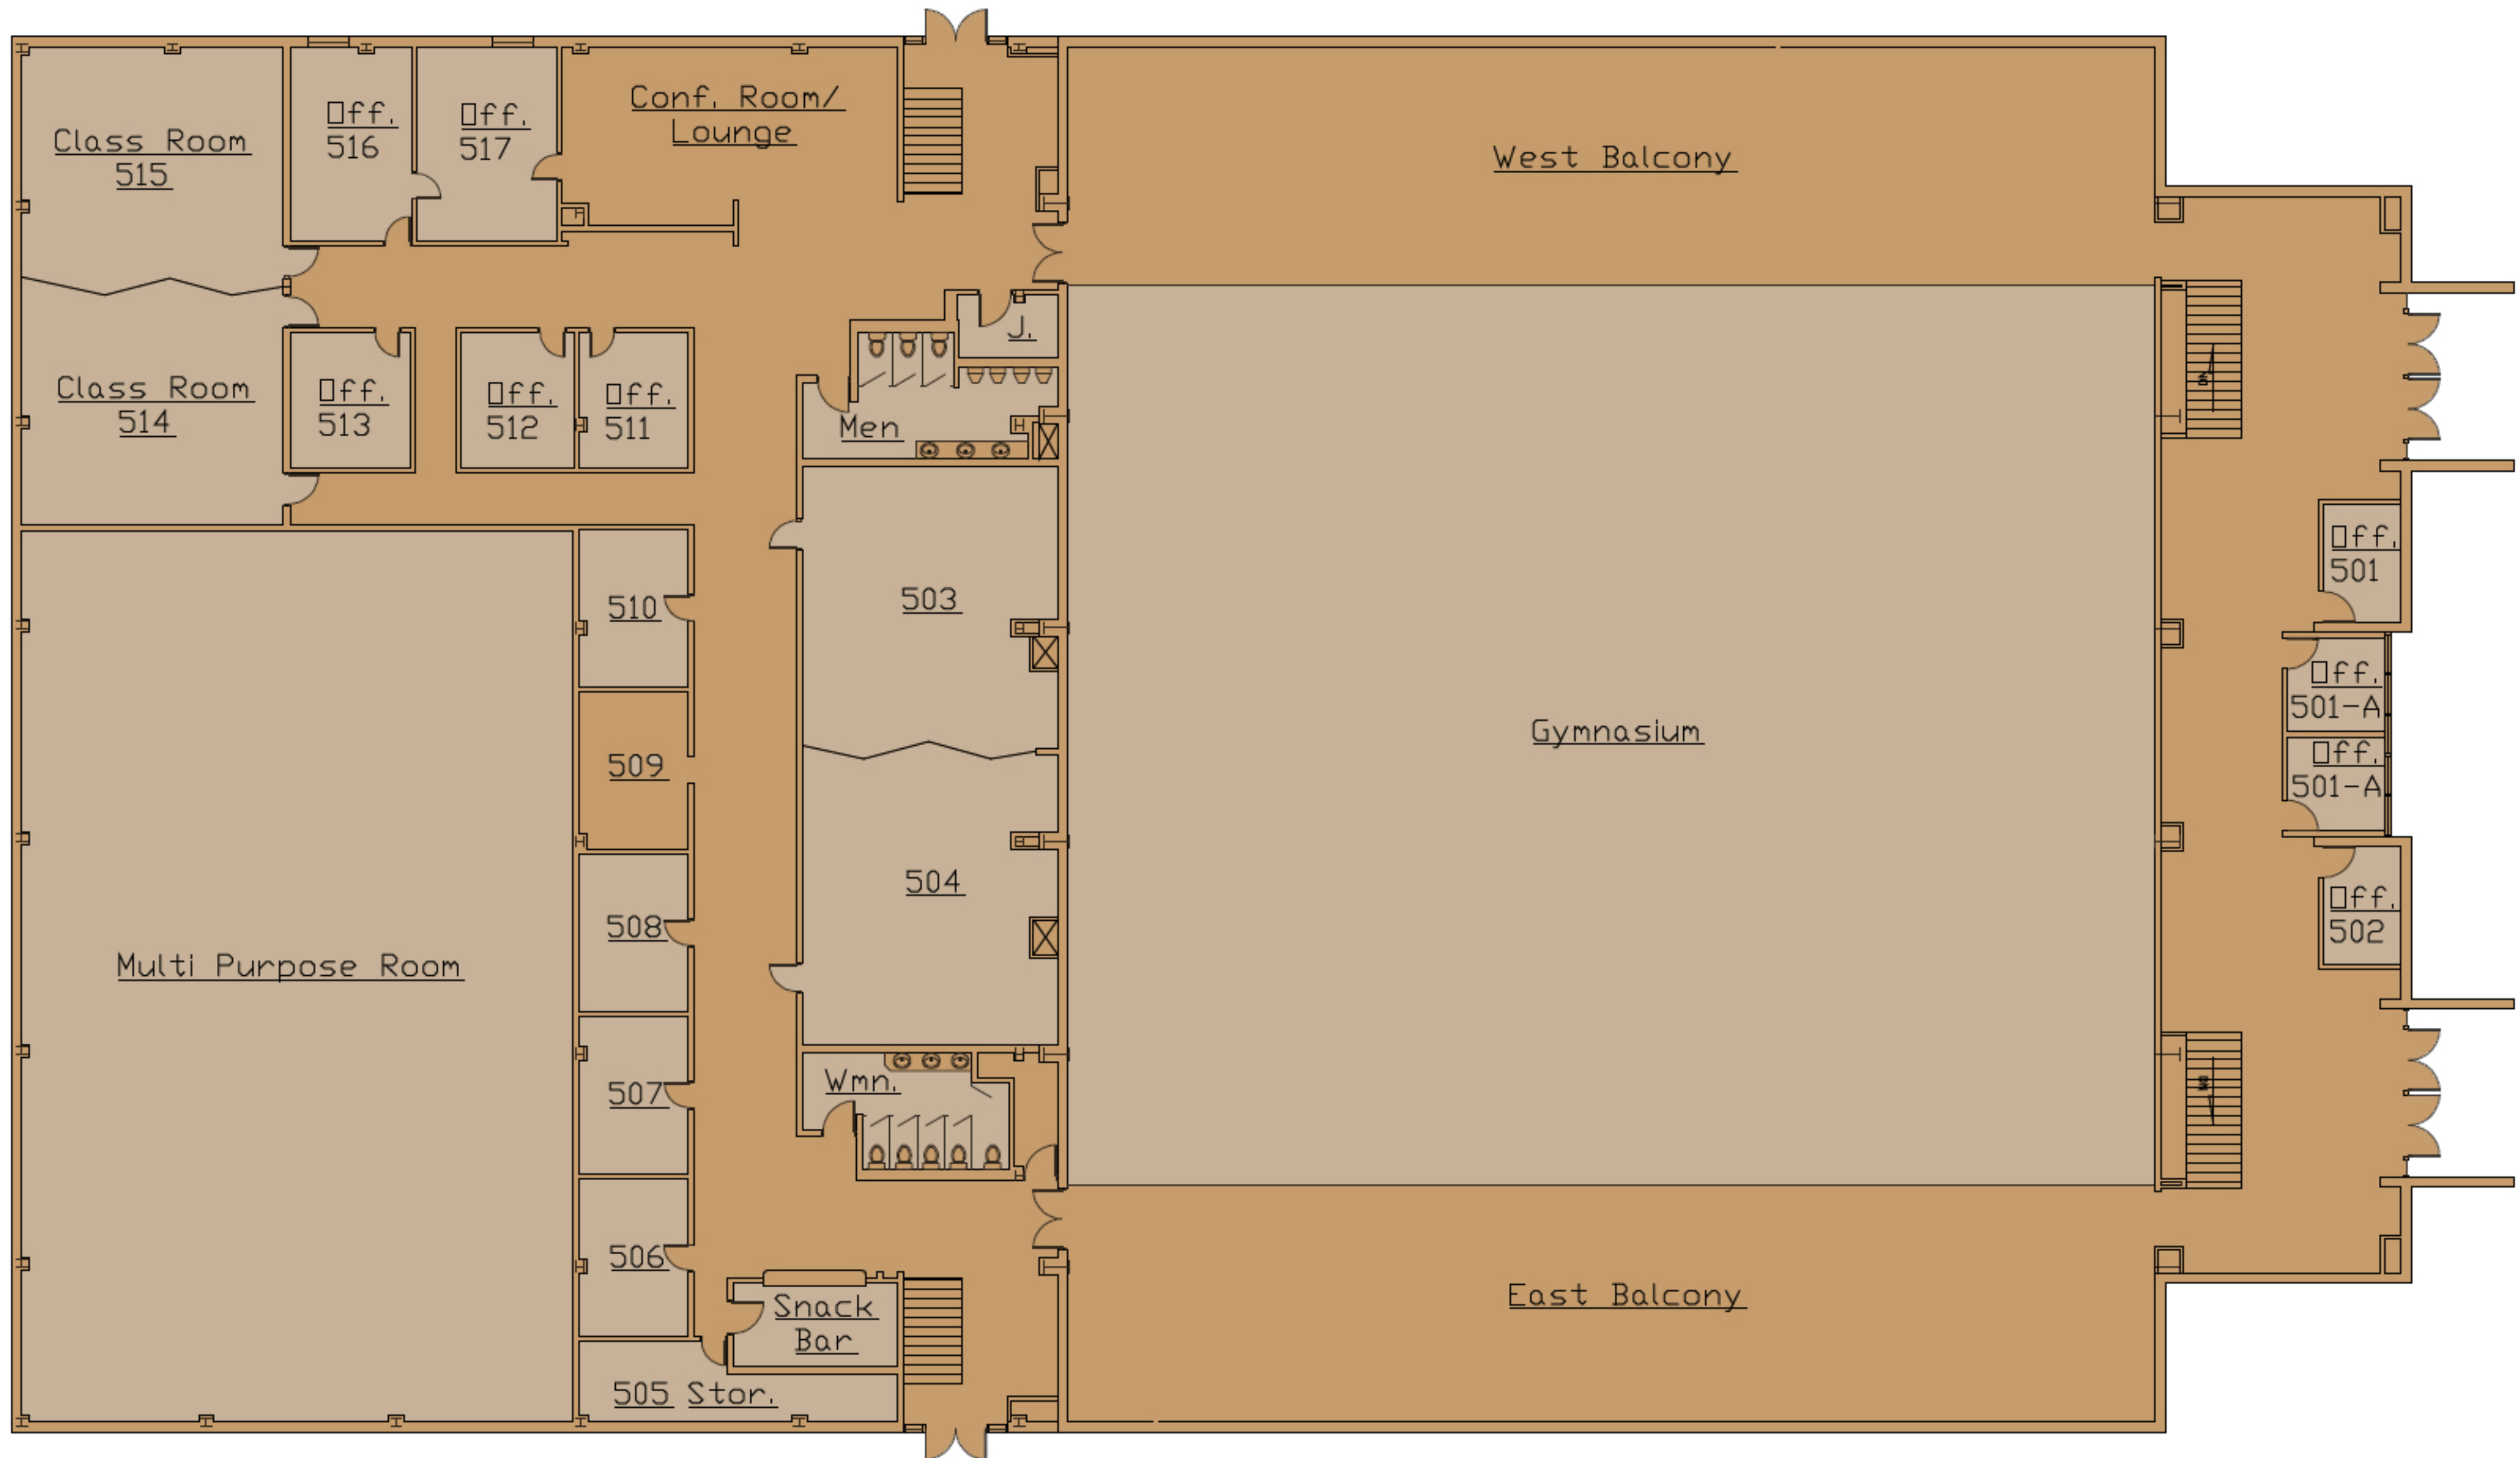 Class Room
515
Off.
516
Off.
517
Conf. Room/
Lounge
West Balcony
Class Room
514
Off.
513
Off.
512
Off.
511
J.
Men
DN
Off.
501
503
510
Off.
501-A
509
Gymnasium
Off.
501-A
504
508
Off.
502
Multi Purpose Room
507
Wmn.
DN
506
Snack
Bar
East Balcony
505 Stor.